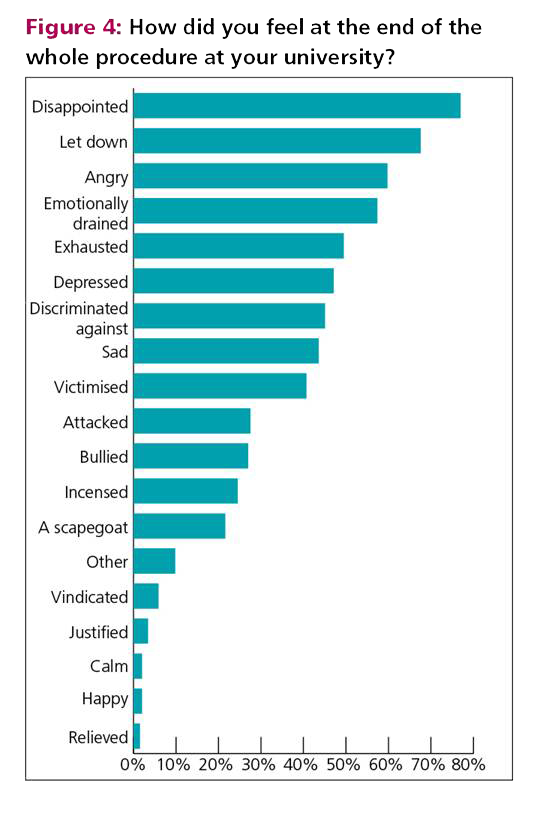 Figure 4: How did you feel at the end of the
whole procedure at your university?
Disappointed
Let down
Angry
Emotionally
drained
Exhausted
Depressed
Discriminated
against
Sad
Victimised
Attacked
Bullied
Incensed
A scapegoat
Other
Vindicated
Justified
Calm
Happy
Relieved
0% 10% 20% 30% 40% 50% 60% 70% 80%